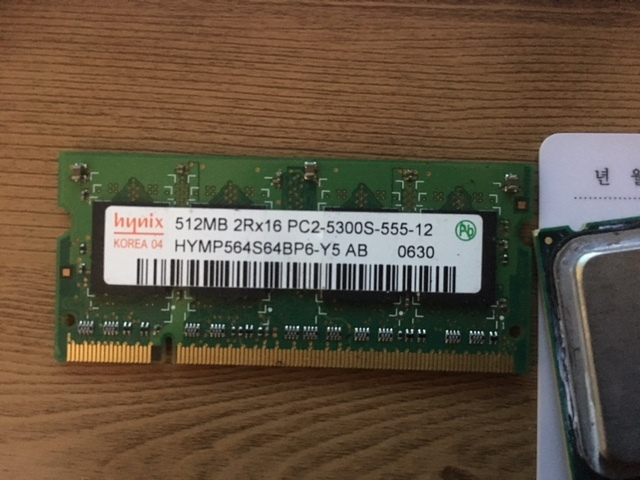 hynix
KOREA 04
512MB 2Rx16 PC2-5300S-555-12
HYMP564S64BP6-Y5 AB 0630
Pb
년 월